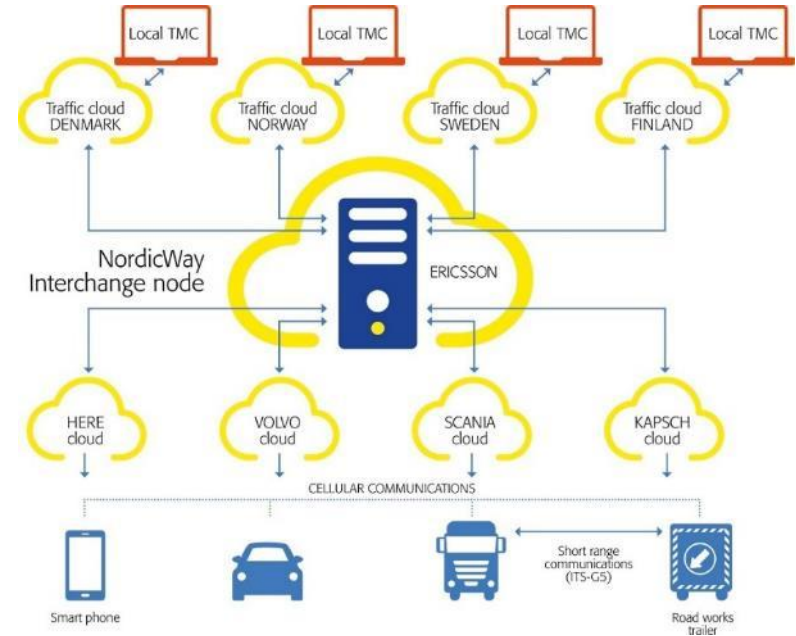 Local TMC
Local TMC
Local TMC
Local TMC
Traffic cloud
DENMARK
Traffic cloud
NORWAY
Traffic cloud
SWEDEN
Traffic cloud
FINLAND
NordicWay
Interchange node
ERICSSON
HERE
cloud
VOLVO
cloud
SCANIA
cloud
KAPSCH
cloud
CELLULAR COMMUNICATIONS
Short range
communications
(ITS-G5)
Smart phone
Road works
trailer